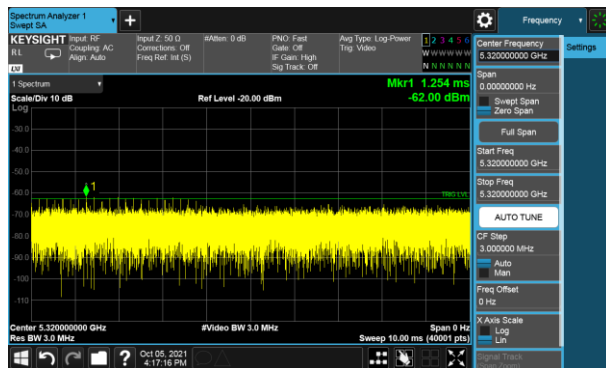 Spectrum Analyzer 1
Swept SA
Frequency
KEYSIGHT
RL
Input: RF
Coupling: AC
Align: Auto
Input Z: 50 Ω
Corrections: Off
Freq Ref: Int (S)
#Atten: 0 dB
PNO: Fast
Gate: Off
IF Gain: High
Sig Track: Off
Avg Type: Log-Power
Trig: Video
1 2 3 4 5 6
W W W W W W
N N N N N N
1 Spectrum
Scale/Div 10 dB
Log
Ref Level -20.00 dBm
Mkr1 1.254 ms
-62.00 dBm
-30.0
-40.0
-50.0
-60.0
-70.0
-80.0
-90.0
-100
-110
1
TRIG LVL
Center 5.320000000 GHz
Res BW 3.0 MHz
#Video BW 3.0 MHz
Span 0 Hz
Sweep 10.00 ms (40001 pts)
Oct 05, 2021
4:17:16 PM
?
Center Frequency
5.320000000 GHz
Span
0.00000000 Hz
Swept Span
Zero Span
Full Span
Start Freq
5.320000000 GHz
Stop Freq
5.320000000 GHz
AUTO TUNE
CF Step
3.000000 MHz
Auto
Man
Freq Offset
0 Hz
X Axis Scale
Log
Lin
Signal Track
(Span Zoom)
Settings